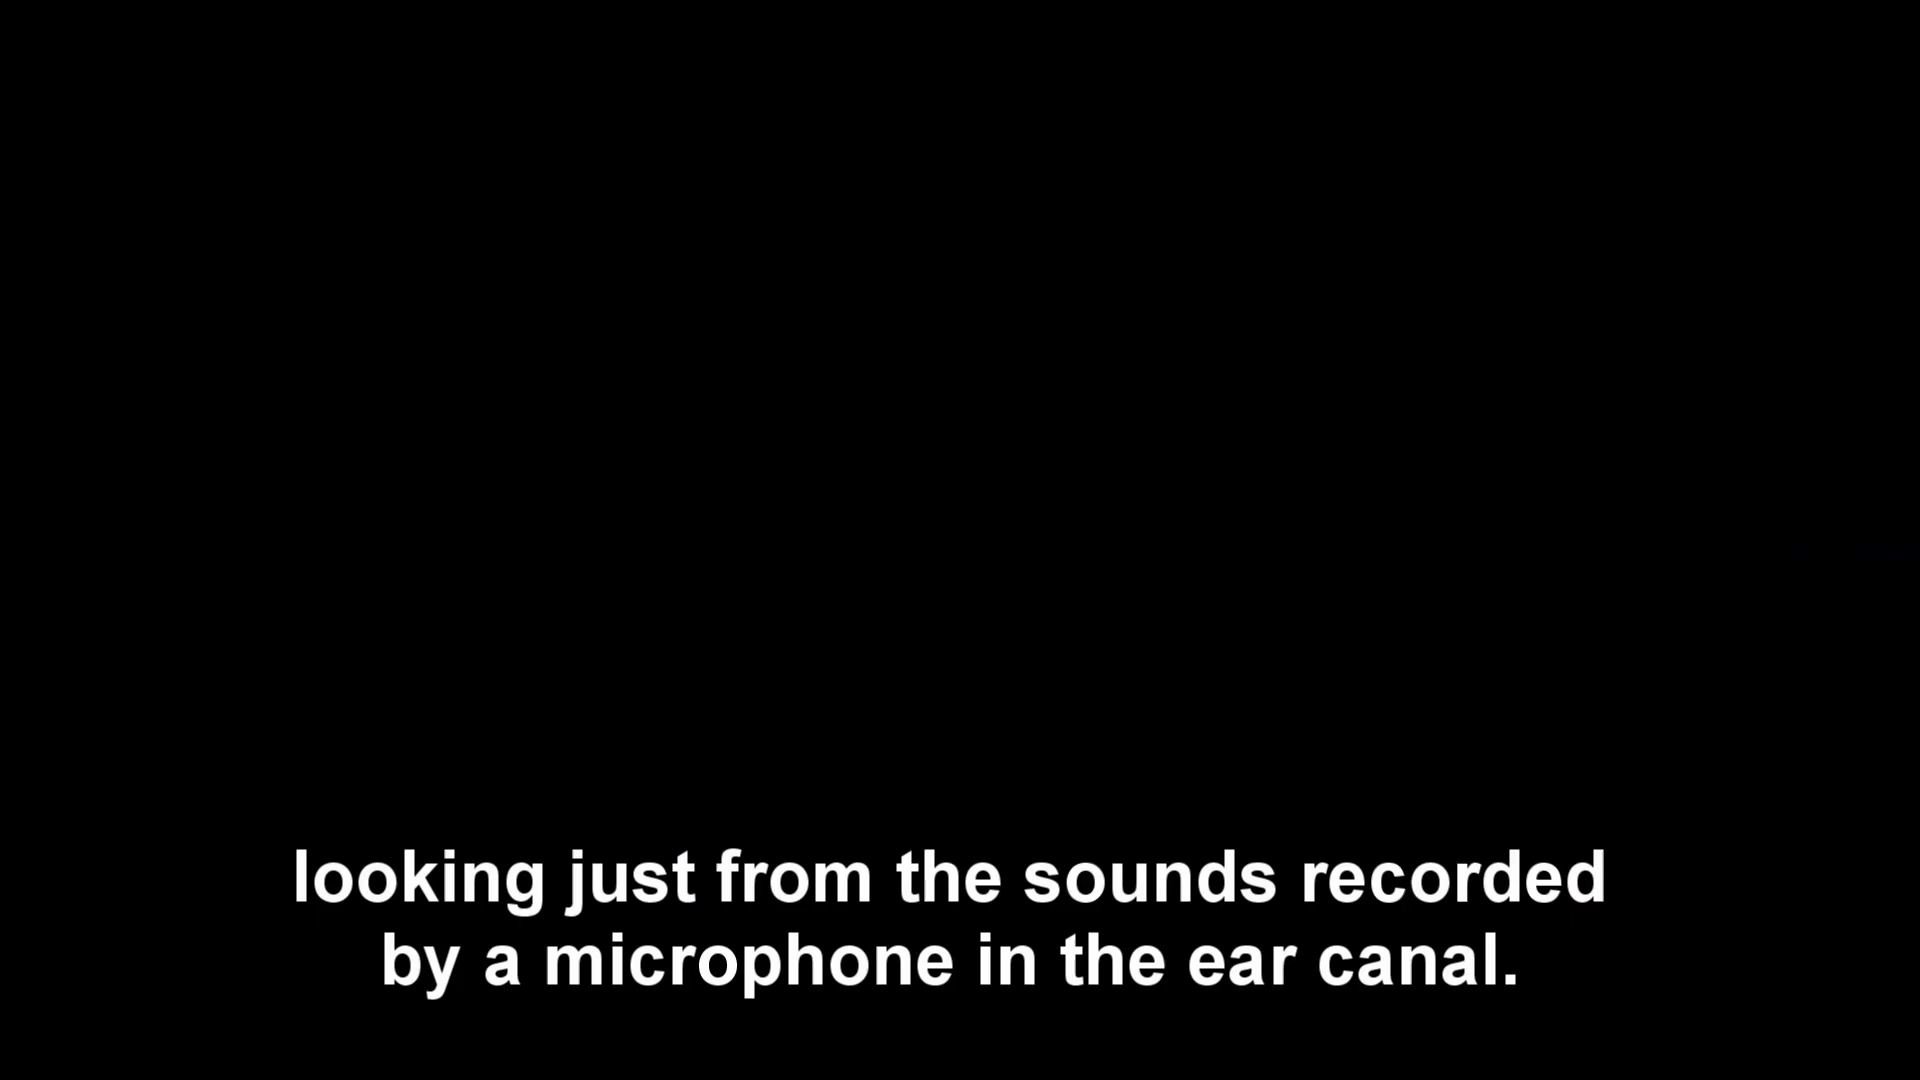 looking just from the sounds recorded
by a microphone in the ear canal.